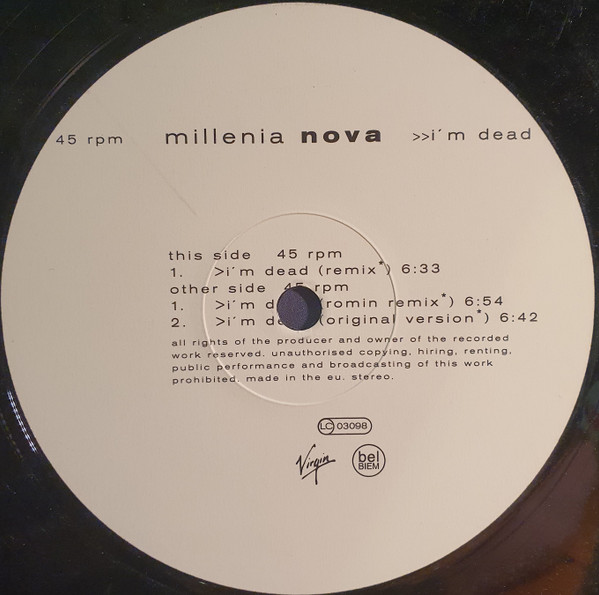 45 rpm millenia nova >>i´m dead
this side 45 rpm
1. >i´m dead (remix*) 6:33
other side 45 rpm
1. >i´m (romin remix*) 6:54
2. >i´m (original version*) 6:42
all rights of the producer and owner of the recorded
work reserved. unauthorised copying, hiring, renting,
public performance and broadcasting of this work
prohibited. made in the eu. stereo.
LC 03098
Virgin
bel
BIEM